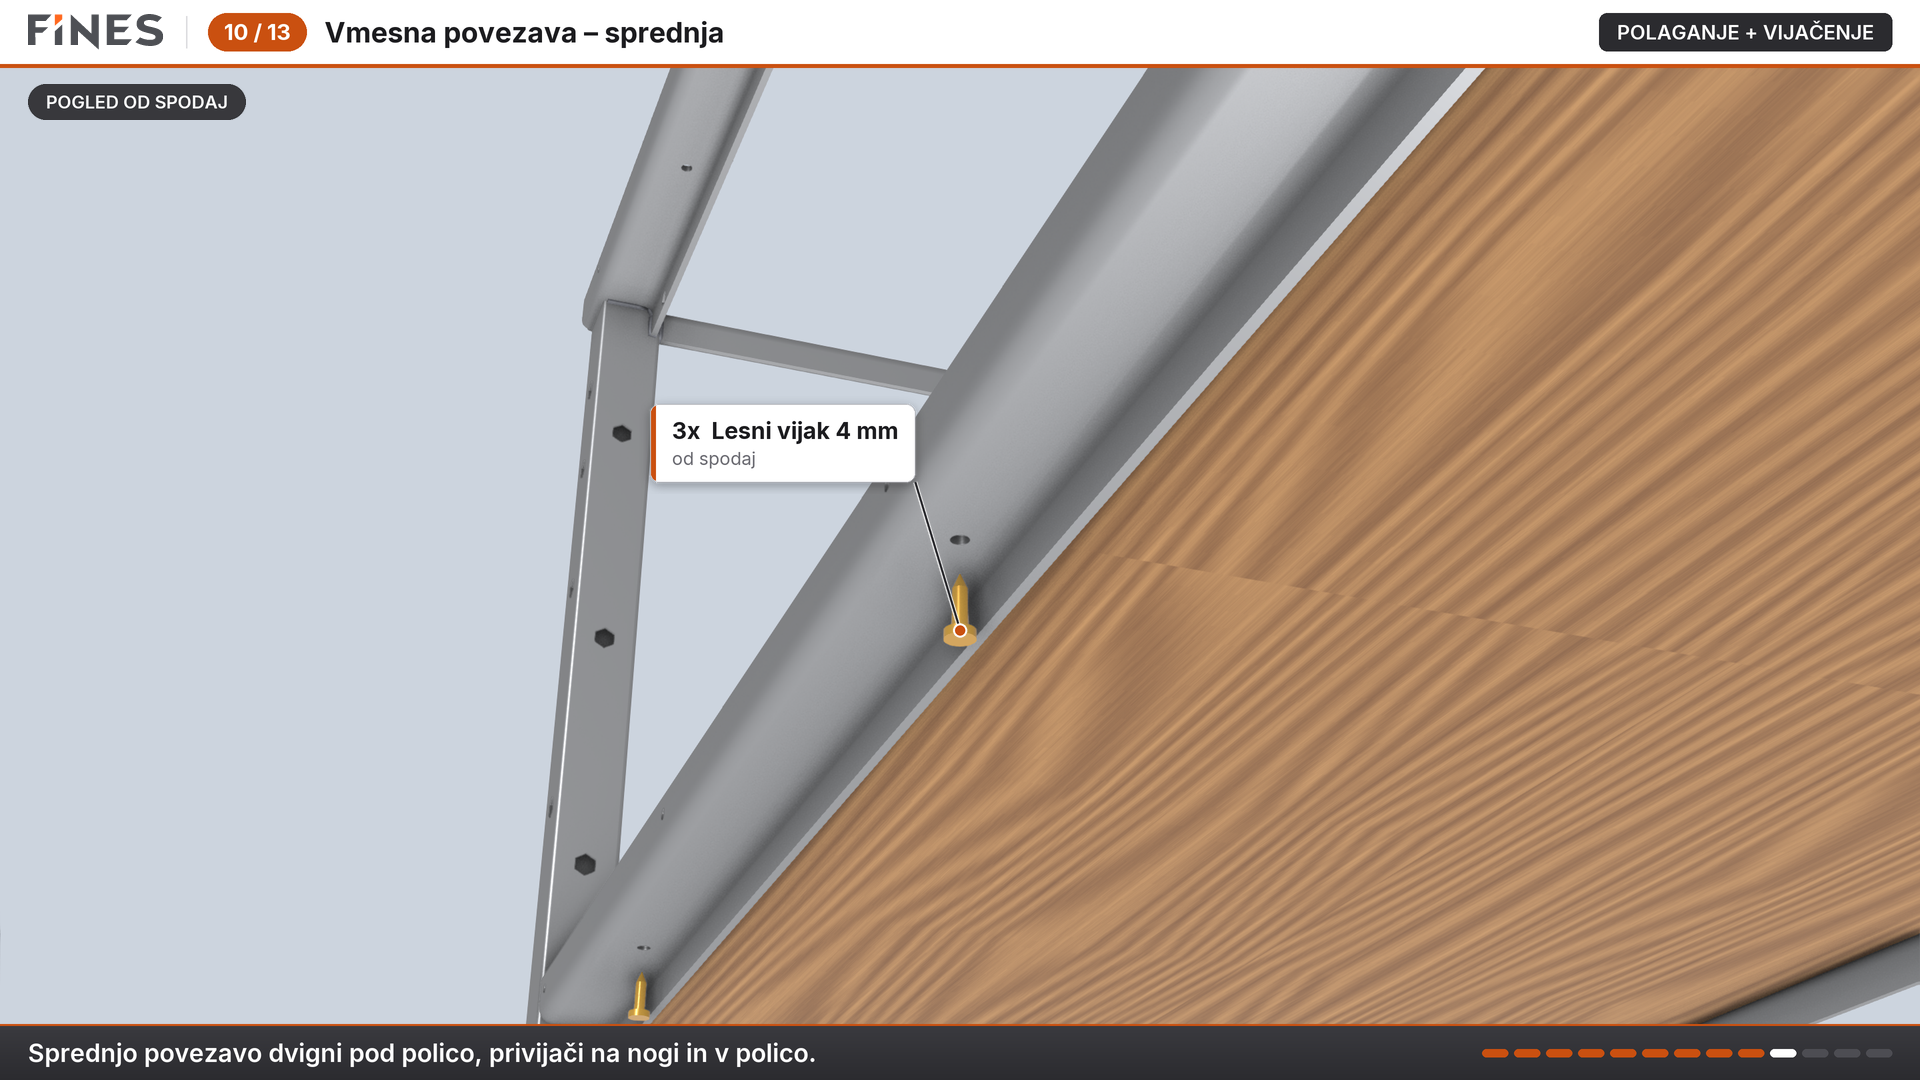 FINES
10 / 13
Vmesna povezava – sprednja
POLAGANJE + VIJAČENJE
POGLED OD SPODAJ
3x Lesni vijak 4 mm
od spodaj
Sprednjo povezavo dvigni pod polico, privijači na nogi in v polico.